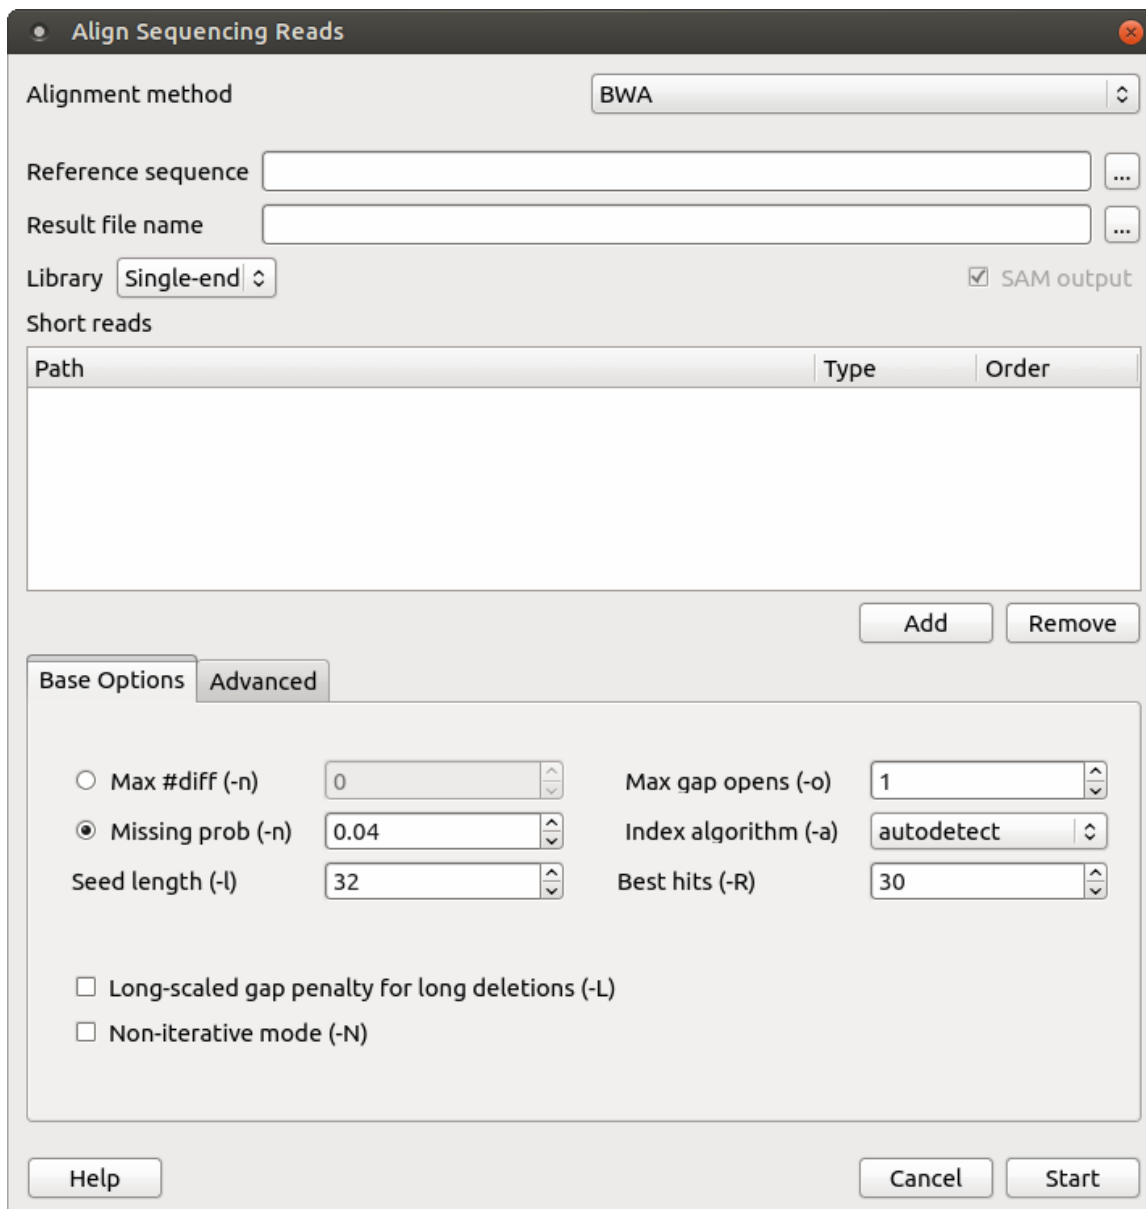 Align Sequencing Reads
Alignment method BWA
Reference sequence ...
Result file name ...
Library Single-end SAM output
Short reads
Path Type Order
Add Remove
Base Options Advanced
Max #diff (-n) 0 Max gap opens (-o) 1
Missing prob (-n) 0.04 Index algorithm (-a) autodetect
Seed length (-l) 32 Best hits (-R) 30
Long-scaled gap penalty for long deletions (-L)
Non-iterative mode (-N)
Help Cancel Start